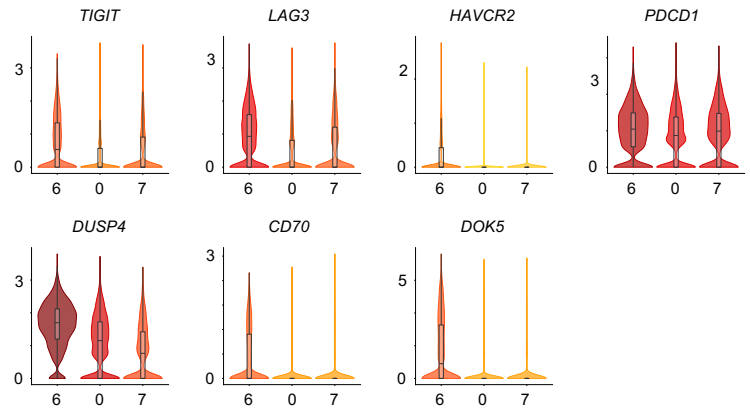 TIGIT LAG3 HAVCR2 PDCD1
3 3 2 3
0 0 0 0
6 0 7 6 0 7 6 0 7 6 0 7
DUSP4 CD70 DOK5
3 3 5
0 0 0
6 0 7 6 0 7 6 0 7